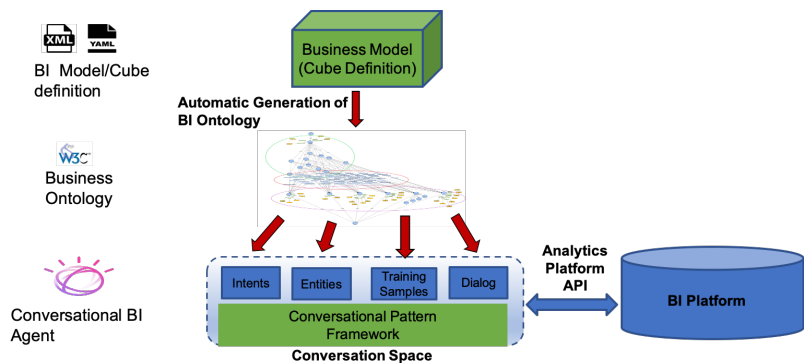 XML
YAML
BI  Model/Cube
definition
Business Model
(Cube Definition)
Automatic Generation of
BI Ontology
W3C
Business
Ontology
Intents
Entities
Training
Samples
Dialog
Conversational Pattern
Framework
Conversation Space
Conversational BI
Agent
Analytics
Platform
API
BI Platform